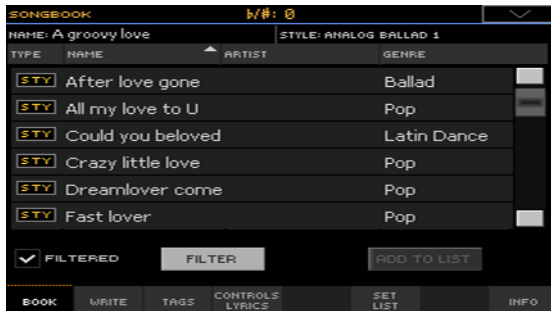 SONGBOOK b/#: 0
NAME: A groovy love STYLE: ANALOG BALLAD 1
TYPE NAME ARTIST GENRE
STY After love gone Ballad
STY All my love to U Pop
STY Could you beloved Latin Dance
STY Crazy little love Pop
STY Dreamlover come Pop
STY Fast lover Pop
FILTERED FILTER ADD TO LIST
BOOK WRITE TAGS CONTROLS LYRICS SET LIST INFO